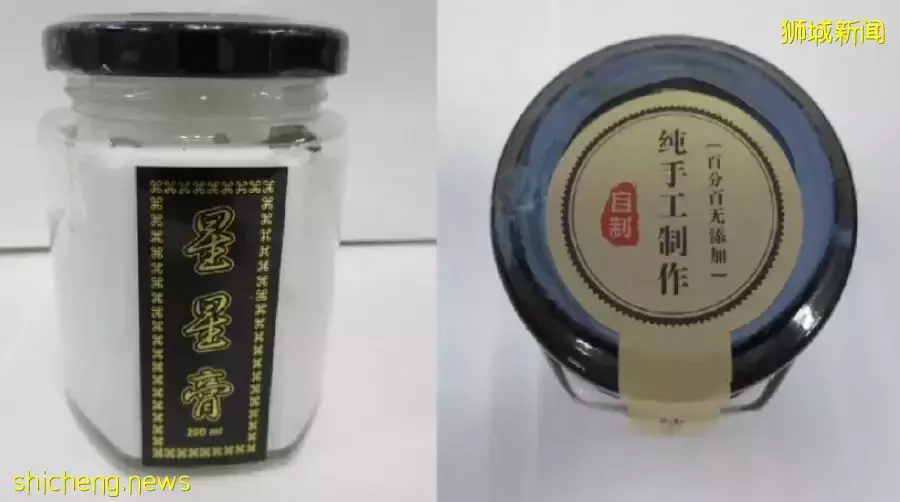 狮城新闻
星星膏
200 ml
百分百无添加
纯手工制作
自制
shicheng.news